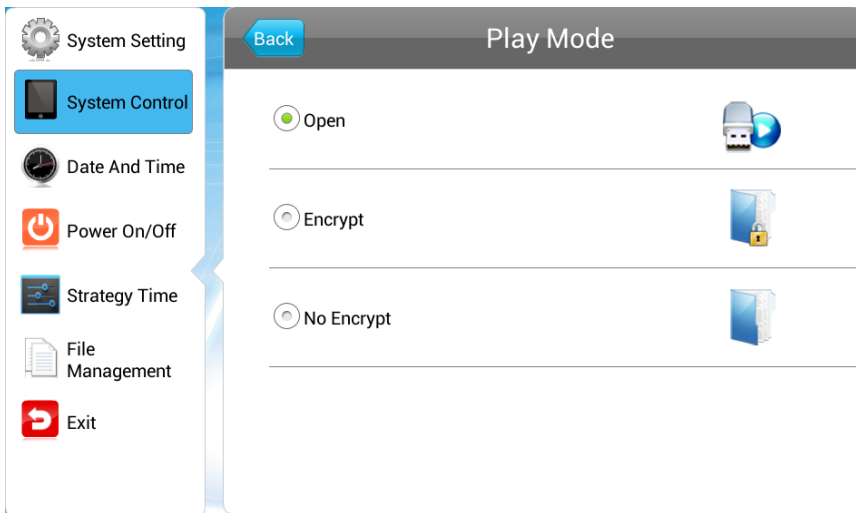 System Setting
System Control
Date And Time
Power On/Off
Strategy Time
File
Management
Exit
Back
Play Mode
Open
Encrypt
No Encrypt